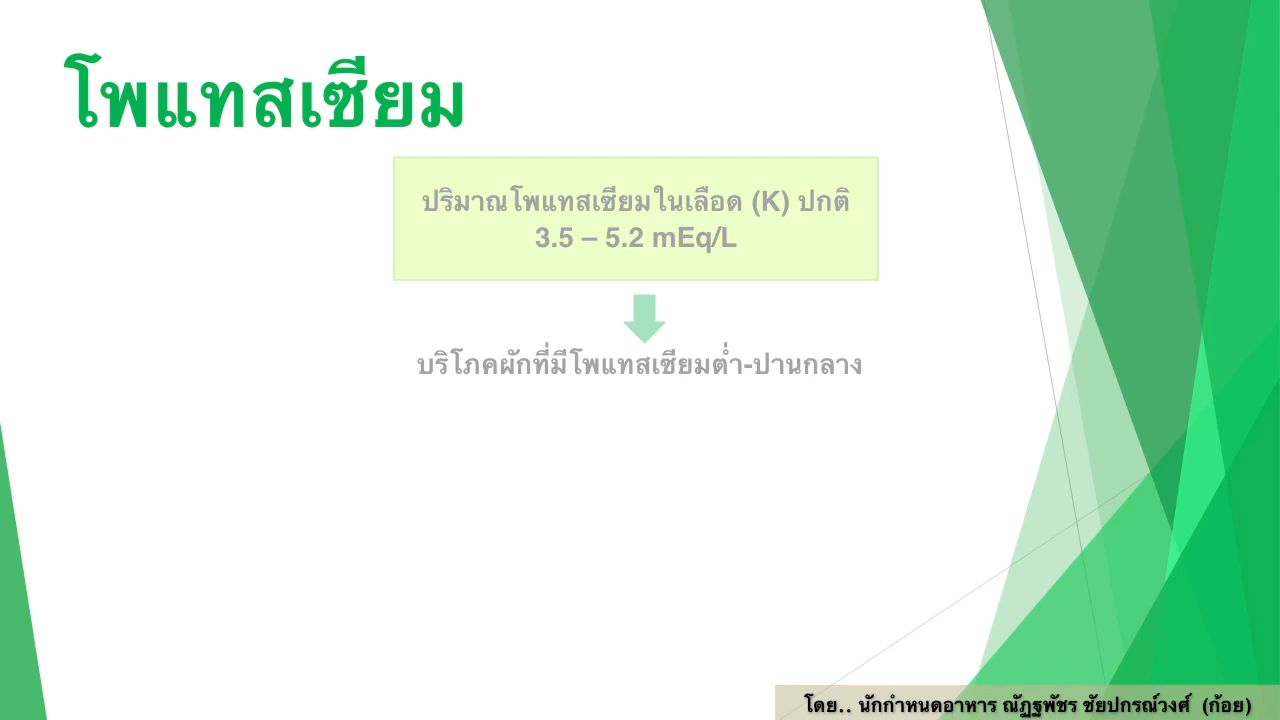 โพแทสเซียม
ปริมาณโพแทสเซียมในเลือด (K) ปกติ
3.5 – 5.2 mEq/L
บริโภคผักที่มีโพแทสเซียมต่ำ-ปานกลาง
โดย.. นักกำหนดอาหาร ณัฏฐพัชร ชัยปกรณ์วงศ์ (ก้อย)